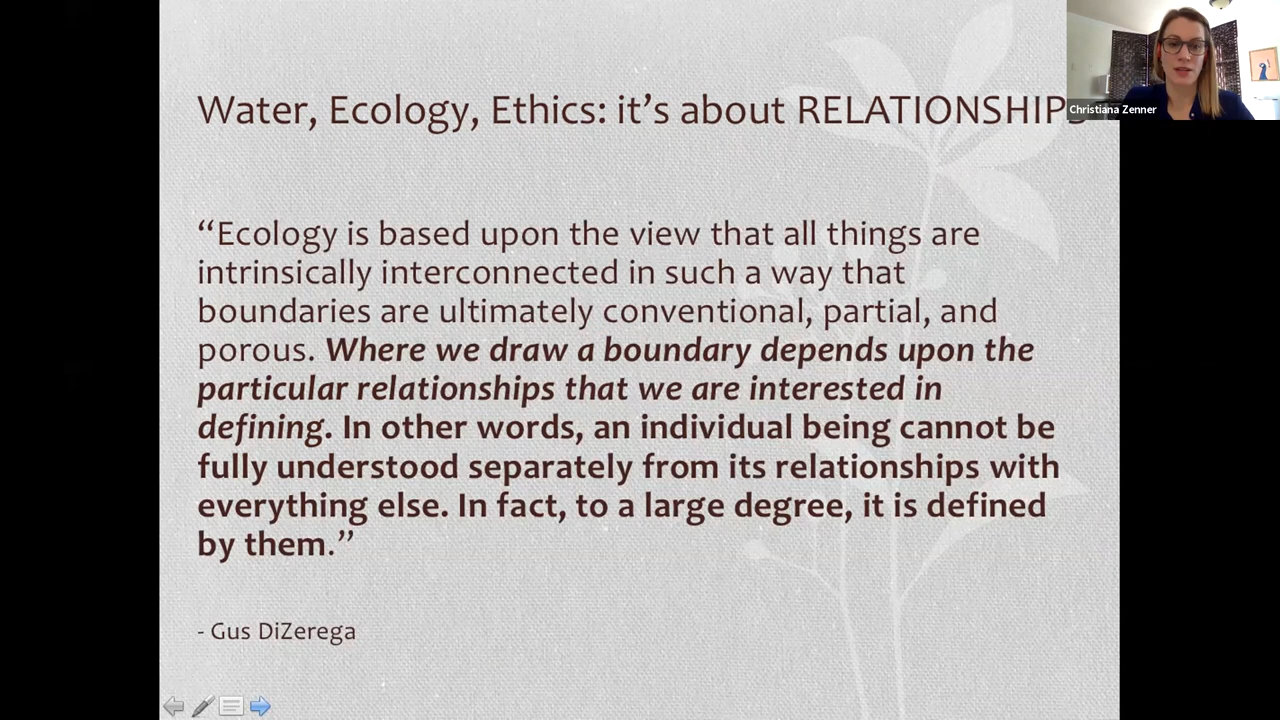 Water, Ecology, Ethics: it's about RELATIONSHIPS
Christiana Zenner
“Ecology is based upon the view that all things are
intrinsically interconnected in such a way that
boundaries are ultimately conventional, partial, and
porous. Where we draw a boundary depends upon the
particular relationships that we are interested in
defining. In other words, an individual being cannot be
fully understood separately from its relationships with
everything else. In fact, to a large degree, it is defined
by them.”
- Gus DiZerega